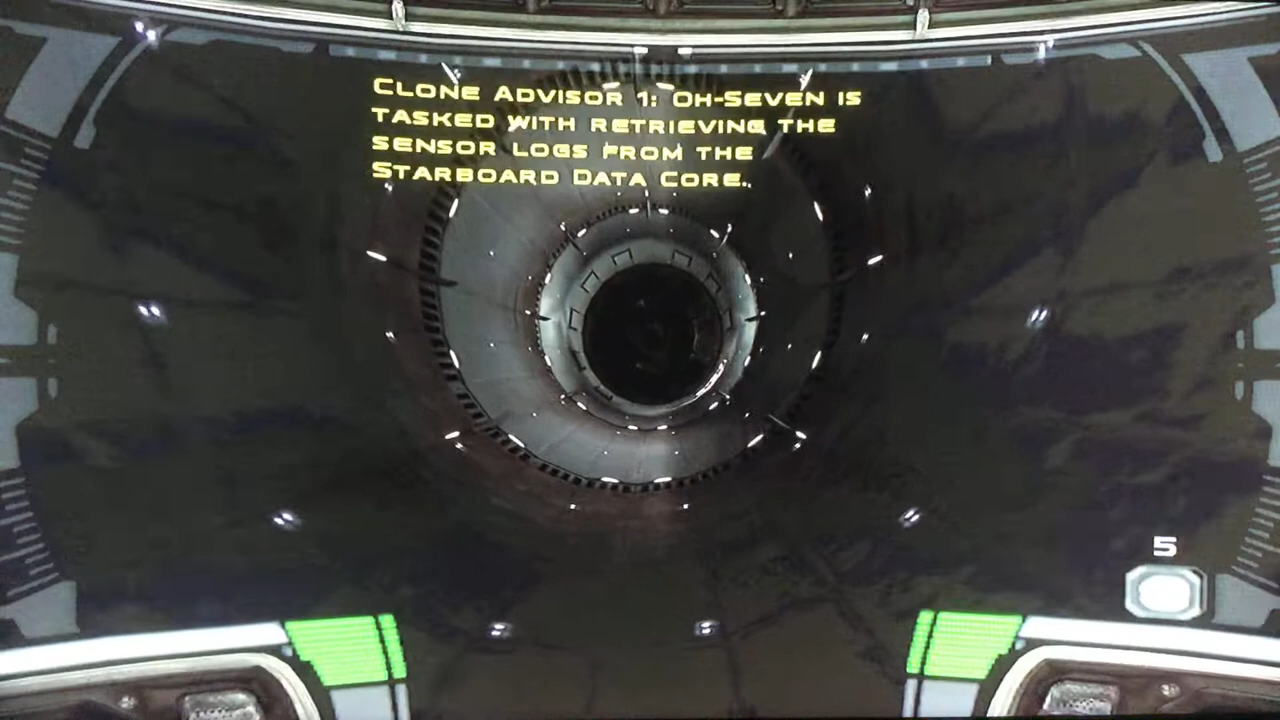 Clone Advisor 1: Oh-Seven is
tasked with retrieving the
sensor logs from the
Starboard Data Core.
5